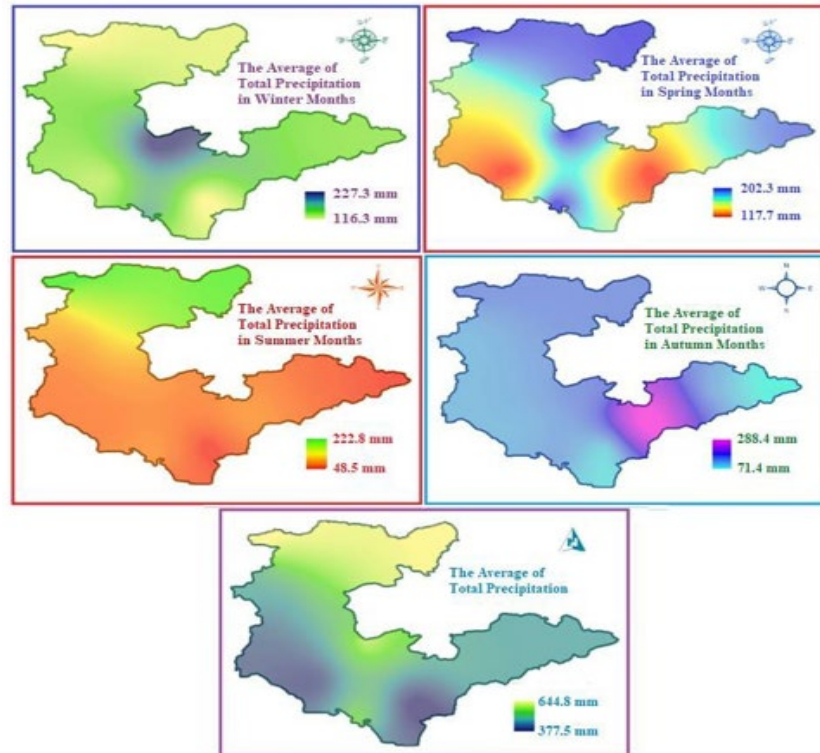 The Average of
Total Precipitation
in Winter Months
227.3 mm
116.3 mm
The Average of
Total Precipitation
in Spring Months
202.3 mm
117.7 mm
The Average of
Total Precipitation
in Summer Months
222.8 mm
48.5 mm
N
W
E
S
The Average of
Total Precipitation
in Autumn Months
288.4 mm
71.4 mm
The Average of
Total Precipitation
644.8 mm
377.5 mm